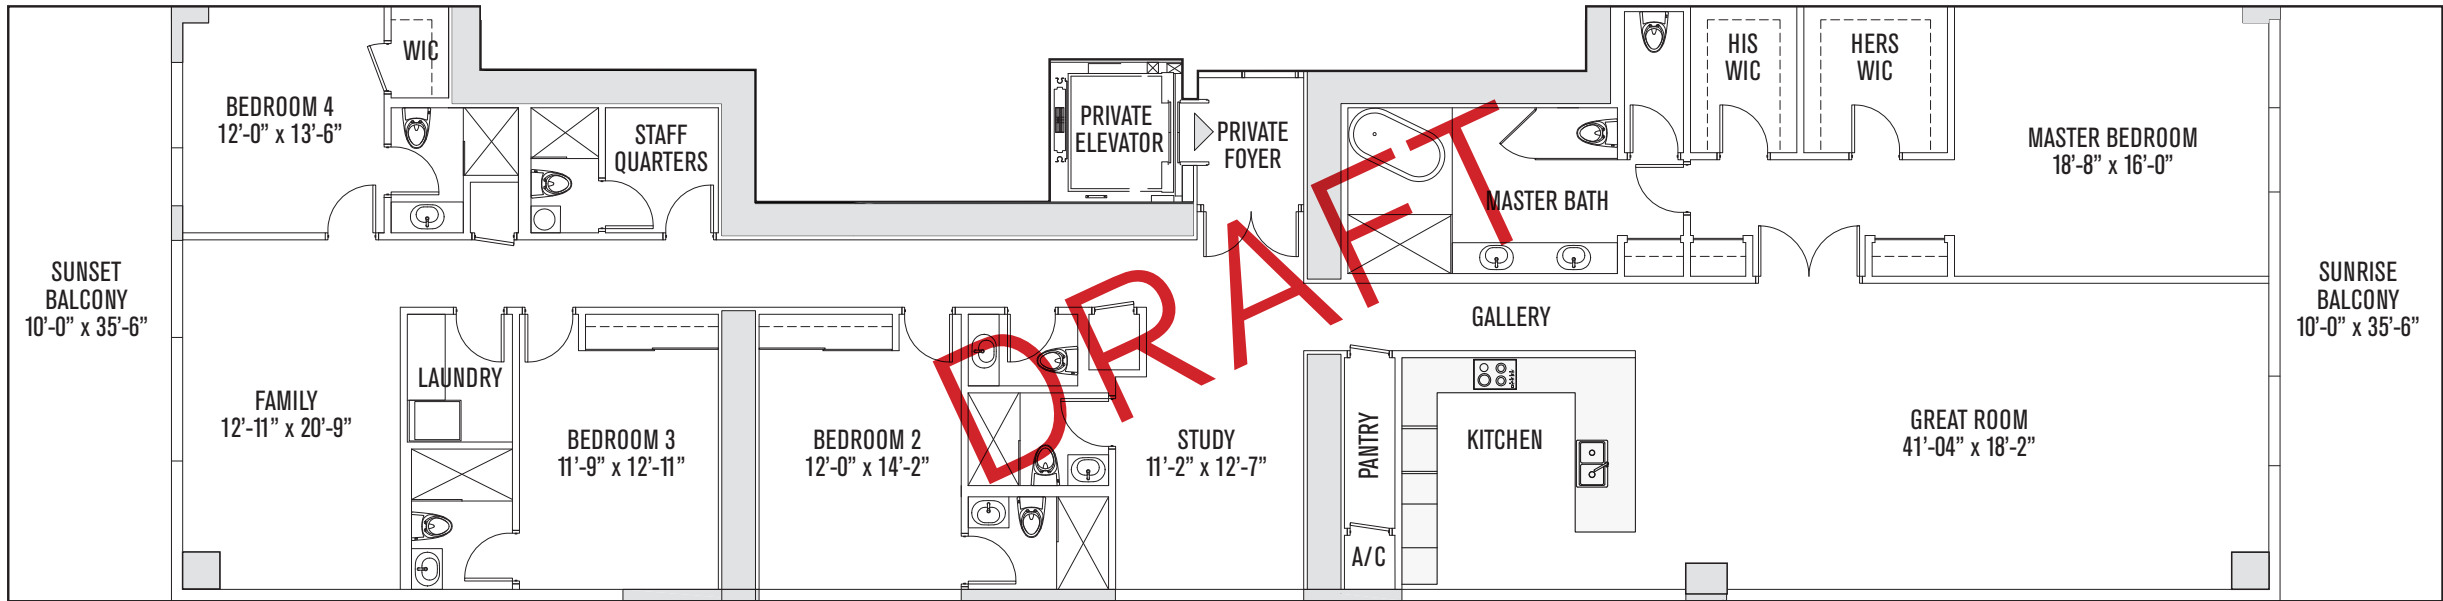 WIC
BEDROOM 4
12'-0” x 13'-6”
STAFF
QUARTERS
PRIVATE
ELEVATOR
PRIVATE
FOYER
HIS
WIC
HERS
WIC
MASTER BEDROOM
18'-8” x 16'-0”
MASTER BATH
SUNSET
BALCONY
10'-0” x 35'-6”
SUNRISE
BALCONY
10'-0” x 35'-6”
GALLERY
DRAFT
LAUNDRY
FAMILY
12'-11” x 20'-9”
BEDROOM 3
11'-9” x 12'-11”
BEDROOM 2
12'-0” x 14'-2”
STUDY
11'-2” x 12'-7”
PANTRY
KITCHEN
GREAT ROOM
41'-04” x 18'-2”
A/C